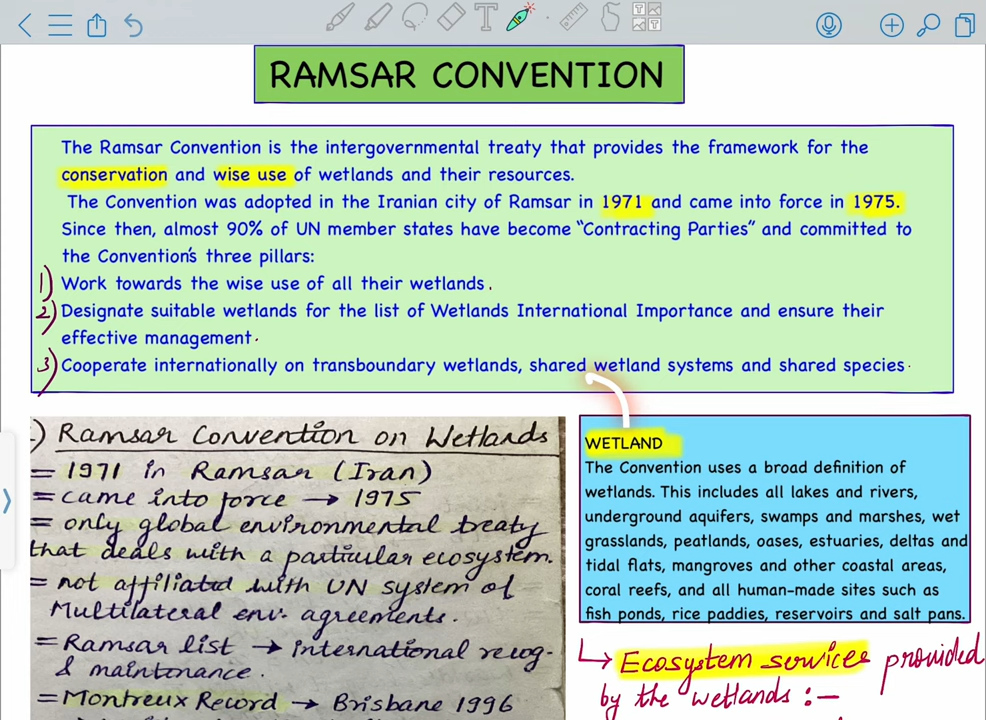 RAMSAR CONVENTION
The Ramsar Convention is the intergovernmental treaty that provides the framework for the
conservation and wise use of wetlands and their resources.
The Convention was adopted in the Iranian city of Ramsar in 1971 and came into force in 1975.
Since then, almost 90% of UN member states have become “Contracting Parties” and committed to
the Convention's three pillars:
1) Work towards the wise use of all their wetlands.
2) Designate suitable wetlands for the list of Wetlands International Importance and ensure their
effective management.
3) Cooperate internationally on transboundary wetlands, shared wetland systems and shared species.
) Ramsar Convention on Wetlands
= 1971 in Ramsar (Iran)
= came into force → 1975
= only global environmental treaty
that deals with a particular ecosystem.
= not affiliated with UN system of
Multilateral env. agreements.
= Ramsar list → International recog-
& maintenance.
= Montreux Record → Brisbane 1996
WETLAND
The Convention uses a broad definition of
wetlands. This includes all lakes and rivers,
underground aquifers, swamps and marshes, wet
grasslands, peatlands, oases, estuaries, deltas and
tidal flats, mangroves and other coastal areas,
coral reefs, and all human-made sites such as
fish ponds, rice paddies, reservoirs and salt pans.
↳ Ecosystem services provided
by the wetlands :–